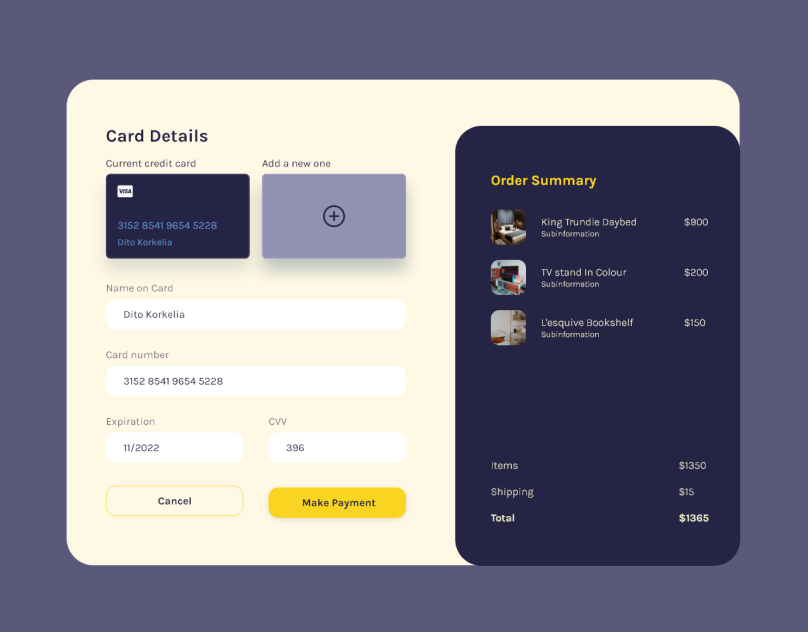 Card Details
Current credit card
Add a new one
VISA
3152 8541 9654 5228
Dito Korkelia
Name on Card
Dito Korkelia
Card number
3152 8541 9654 5228
Expiration
CVV
11/2022
396
Cancel
Make Payment
Order Summary
King Trundle Daybed $900
Subinformation
TV stand In Colour $200
Subinformation
L'esquive Bookshelf $150
Subinformation
Items $1350
Shipping $15
Total $1365